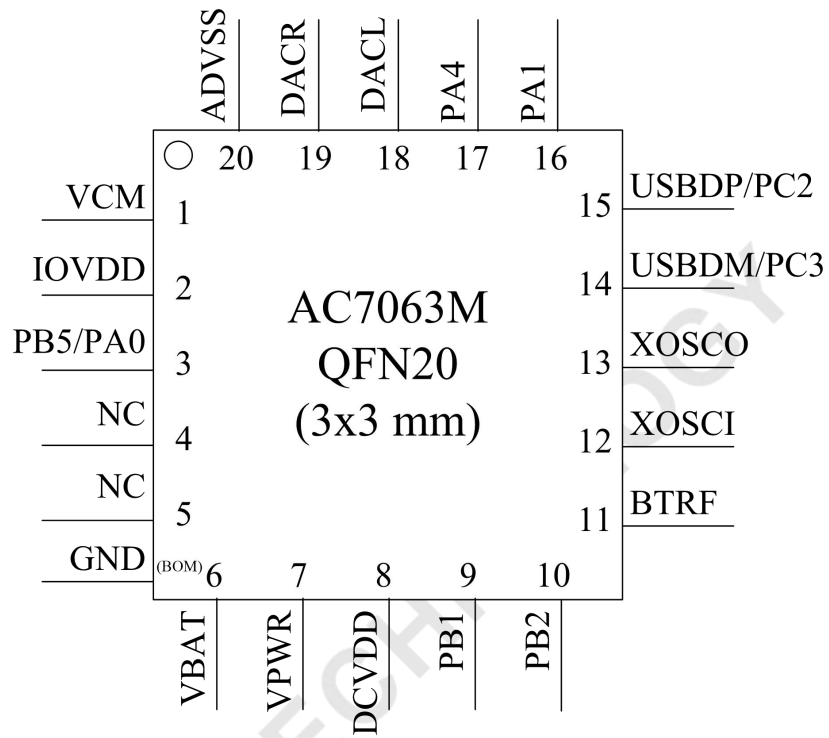 ADVSS
DACR
DACL
PA4
PA1
20
19
18
17
16
VCM
1
IOVDD
2
PB5/PA0
3
NC
4
NC
5
GND
(BOM)
AC7063M
QFN20
(3x3 mm)
15
USBDP/PC2
14
USBDM/PC3
13
XOSCO
12
XOSCI
11
BTRF
6
7
8
9
10
VBAT
VPWR
DCVDD
PB1
PB2